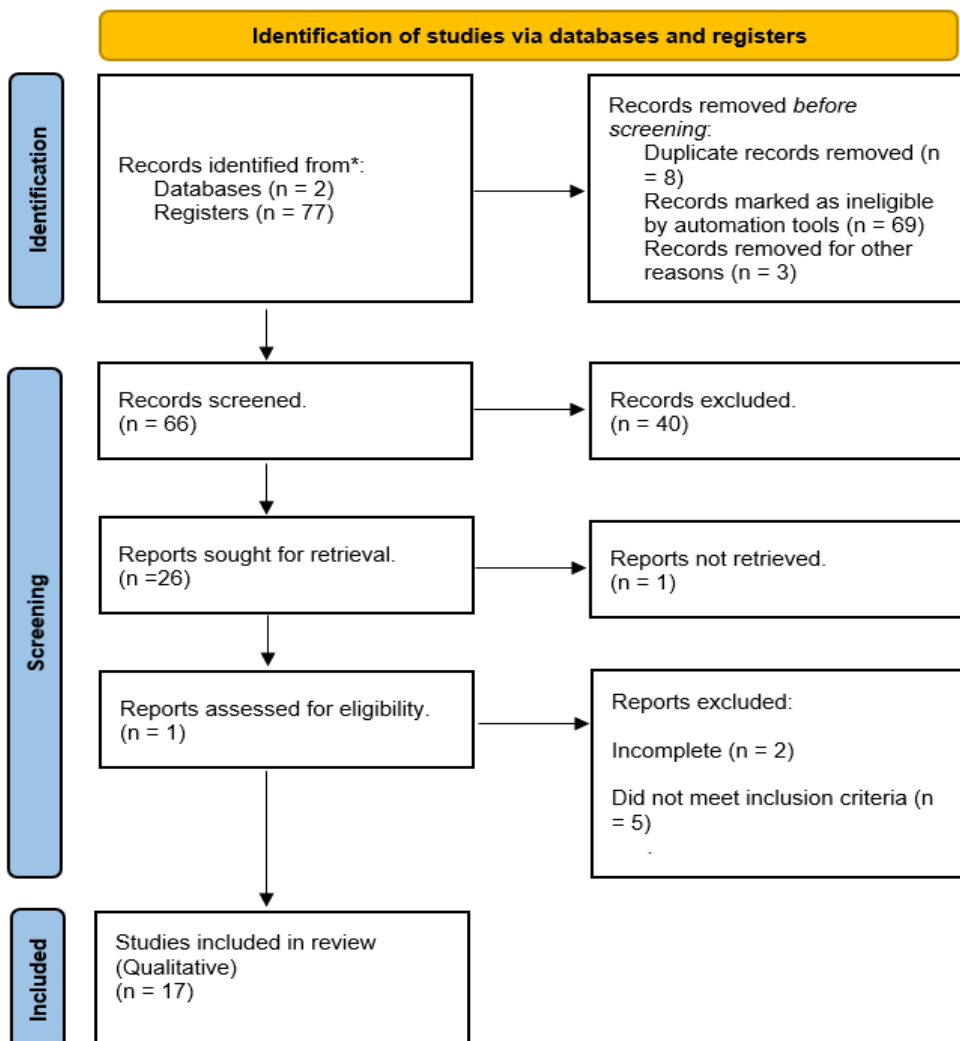 Identification of studies via databases and registers
Identification
Records identified from*:
Databases (n = 2)
Registers (n = 77)
Records removed before
screening:
Duplicate records removed (n
= 8)
Records marked as ineligible
by automation tools (n = 69)
Records removed for other
reasons (n = 3)
Screening
Records screened.
(n = 66)
Records excluded.
(n = 40)
Reports sought for retrieval.
(n =26)
Reports not retrieved.
(n = 1)
Reports assessed for eligibility.
(n = 1)
Reports excluded:
Incomplete (n = 2)
Did not meet inclusion criteria (n
= 5)
.
Included
Studies included in review
(Qualitative)
(n = 17)